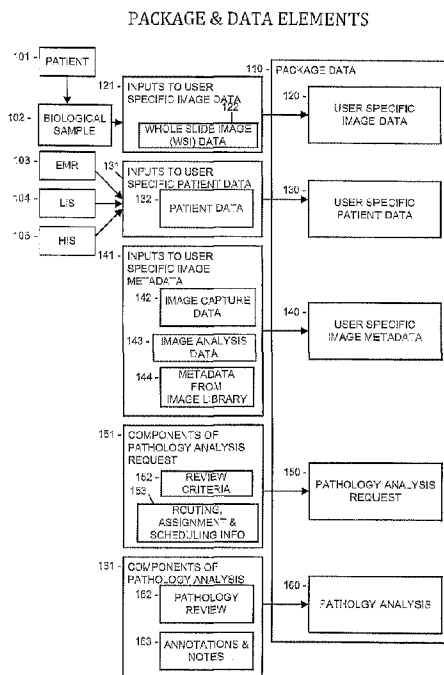 PACKAGE & DATA ELEMENTS
101
PATIENT
102
BIOLOGICAL
SAMPLE
103
EMR
104
LIS
105
HIS
121
INPUTS TO USER
SPECIFIC IMAGE DATA
122
WHOLE SLIDE IMAGE
(WSI) DATA
131
INPUTS TO USER
SPECIFIC PATIENT DATA
132
PATIENT DATA
141
INPUTS TO USER
SPECIFIC IMAGE
METADATA
142
IMAGE CAPTURE
DATA
143
IMAGE ANALYSIS
DATA
144
METADATA
FROM
IMAGE LIBRARY
151
COMPONENTS OF
PATHOLOGY ANALYSIS
REQUEST
152
REVIEW
CRITERIA
153
ROUTING,
ASSIGNMENT &
SCHEDULING INFO
161
COMPONENTS OF
PATHOLOGY ANALYSIS
162
PATHOLOGY
REVIEW
163
ANNOTATIONS &
NOTES
110
PACKAGE DATA
120
USER SPECIFIC
IMAGE DATA
130
USER SPECIFIC
PATIENT DATA
140
USER SPECIFIC
IMAGE METADATA
150
PATHOLOGY ANALYSIS
REQUEST
160
PATHOLGY ANALYSIS